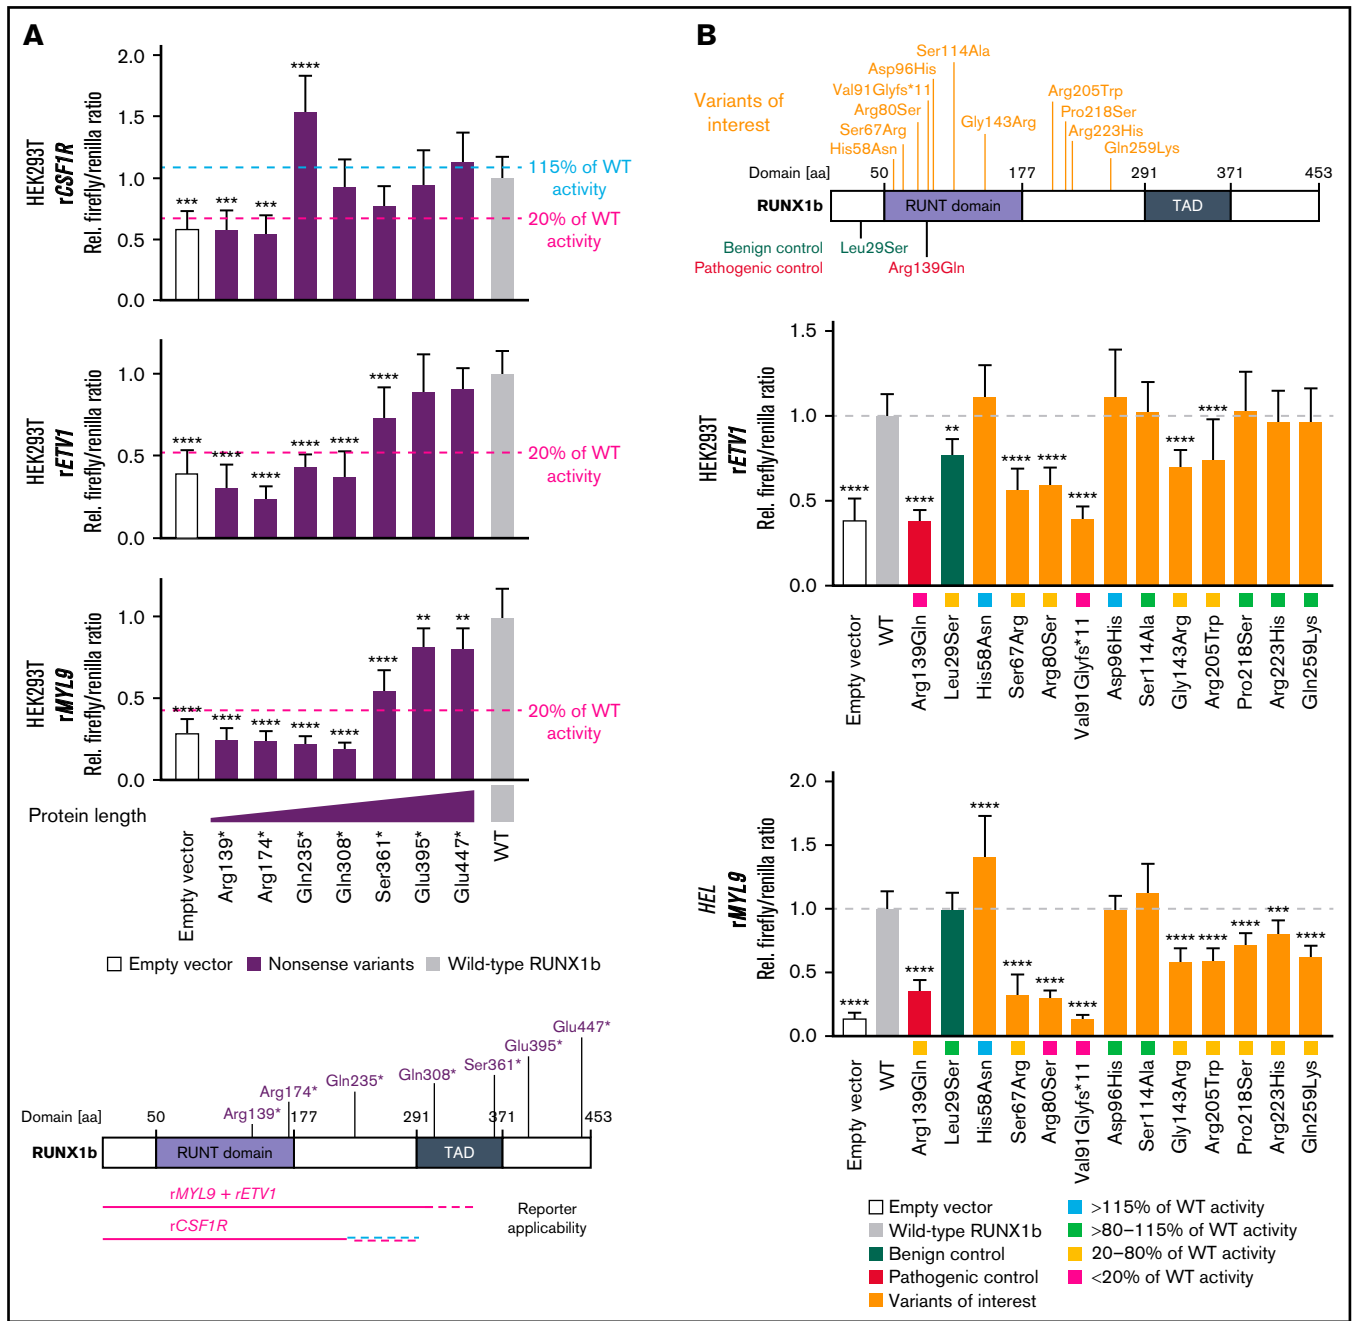 A
HEK293T
rCSF1R
Rel. firefly/renilla ratio
2.0
1.5
1.0
0.5
0.0
***
***
***
****
115% of WT
activity
20% of WT
activity
HEK293T
rETV1
Rel. firefly/renilla ratio
1.0
0.5
0.0
****
****
****
****
****
****
20% of WT
activity
HEK293T
rMYL9
Rel. firefly/renilla ratio
1.0
0.5
0.0
****
****
****
****
****
****
**
**
20% of WT
activity
Protein length
Empty vector
Arg139*
Arg174*
Gln235*
Gln308*
Ser361*
Glu395*
Glu447*
WT
Empty vector
Nonsense variants
Wild-type RUNX1b
Glu447*
Glu395*
Ser361*
Gln308*
Gln235*
Arg174*
Arg139*
Domain [aa]
50
177
291
371
453
RUNX1b
RUNT domain
TAD
rMYL9 + rETV1
rCSF1R
Reporter
applicability
B
Variants of
interest
Ser114Ala
Asp96His
Val91Glyfs*11
Arg80Ser
Ser67Arg
His58Asn
Gly143Arg
Arg205Trp
Pro218Ser
Arg223His
Gln259Lys
Domain [aa]
50
177
291
371
453
RUNX1b
RUNT domain
TAD
Benign control
Leu29Ser
Pathogenic control
Arg139Gln
HEK293T
rETV1
Rel. firefly/renilla ratio
1.5
1.0
0.5
0.0
****
****
**
****
****
****
****
****
Empty vector
WT
Arg139Gln
Leu29Ser
His58Asn
Ser67Arg
Arg80Ser
Val91Glyfs*11
Asp96His
Ser114Ala
Gly143Arg
Arg205Trp
Pro218Ser
Arg223His
Gln259Lys
HEL
rMYL9
Rel. firefly/renilla ratio
2.0
1.5
1.0
0.5
0.0
****
****
****
****
****
****
****
****
****
***
****
Empty vector
WT
Arg139Gln
Leu29Ser
His58Asn
Ser67Arg
Arg80Ser
Val91Glyfs*11
Asp96His
Ser114Ala
Gly143Arg
Arg205Trp
Pro218Ser
Arg223His
Gln259Lys
Empty vector
Wild-type RUNX1b
Benign control
Pathogenic control
Variants of interest
>115% of WT activity
>80–115% of WT activity
20–80% of WT activity
<20% of WT activity